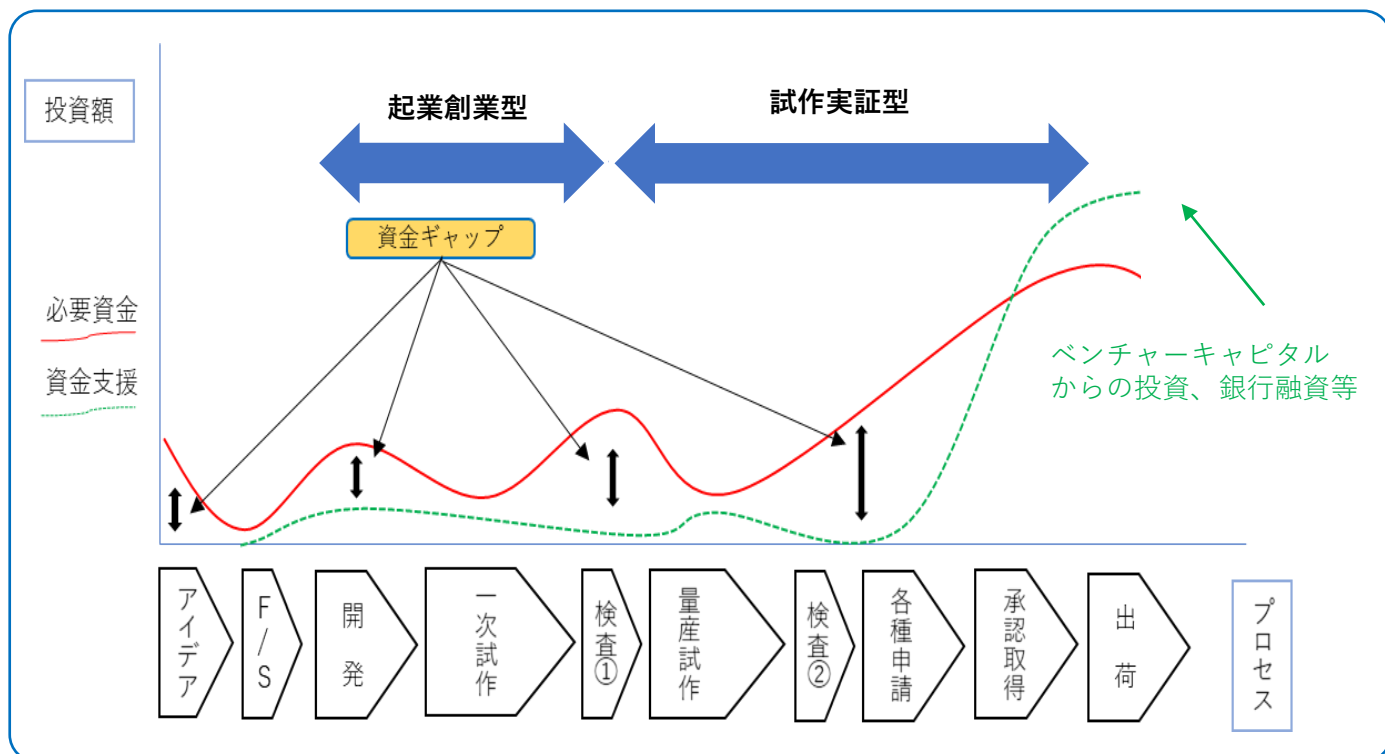 投資額
起業創業型
試作実証型
資金ギャップ
必要資金
資金支援
ベンチャーキャピタル
からの投資、銀行融資等
アイデア
F/S
開発
一次試作
検査①
量産試作
検査②
各種申請
承認取得
出荷
プロセス